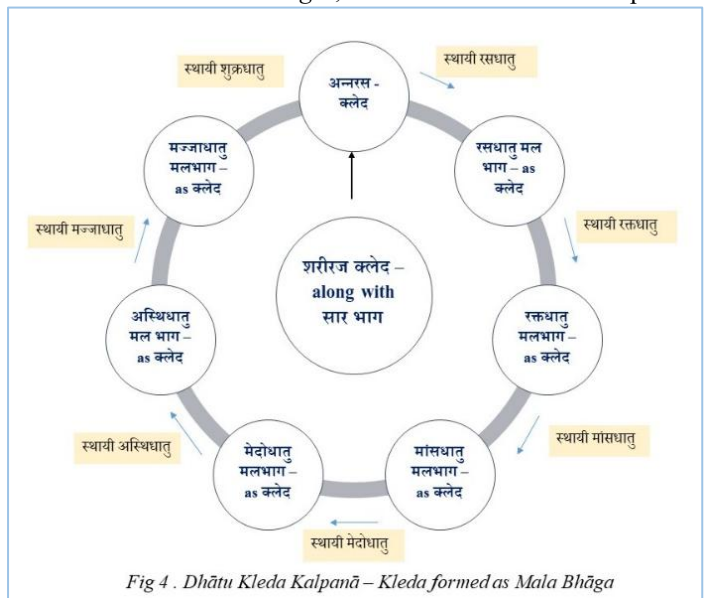 स्थायी शुक्रधातु
अन्नरस -
क्लेद
स्थायी रसधातु
रसधातु मल
भाग – as
क्लेद
स्थायी रक्तधातु
रक्तधातु
मलभाग –
as क्लेद
स्थायी मांसधातु
मांसधातु
मलभाग –
as क्लेद
स्थायी मेदोधातु
मेदोधातु
मलभाग –
as क्लेद
स्थायी अस्थिधातु
अस्थिधातु
मल भाग –
as क्लेद
स्थायी मज्जाधातु
मज्जाधातु
मलभाग –
as क्लेद
शरीरज क्लेद –
along with
सार भाग
Fig 4 . Dhātu Kleda Kalpanā – Kleda formed as Mala Bhāga